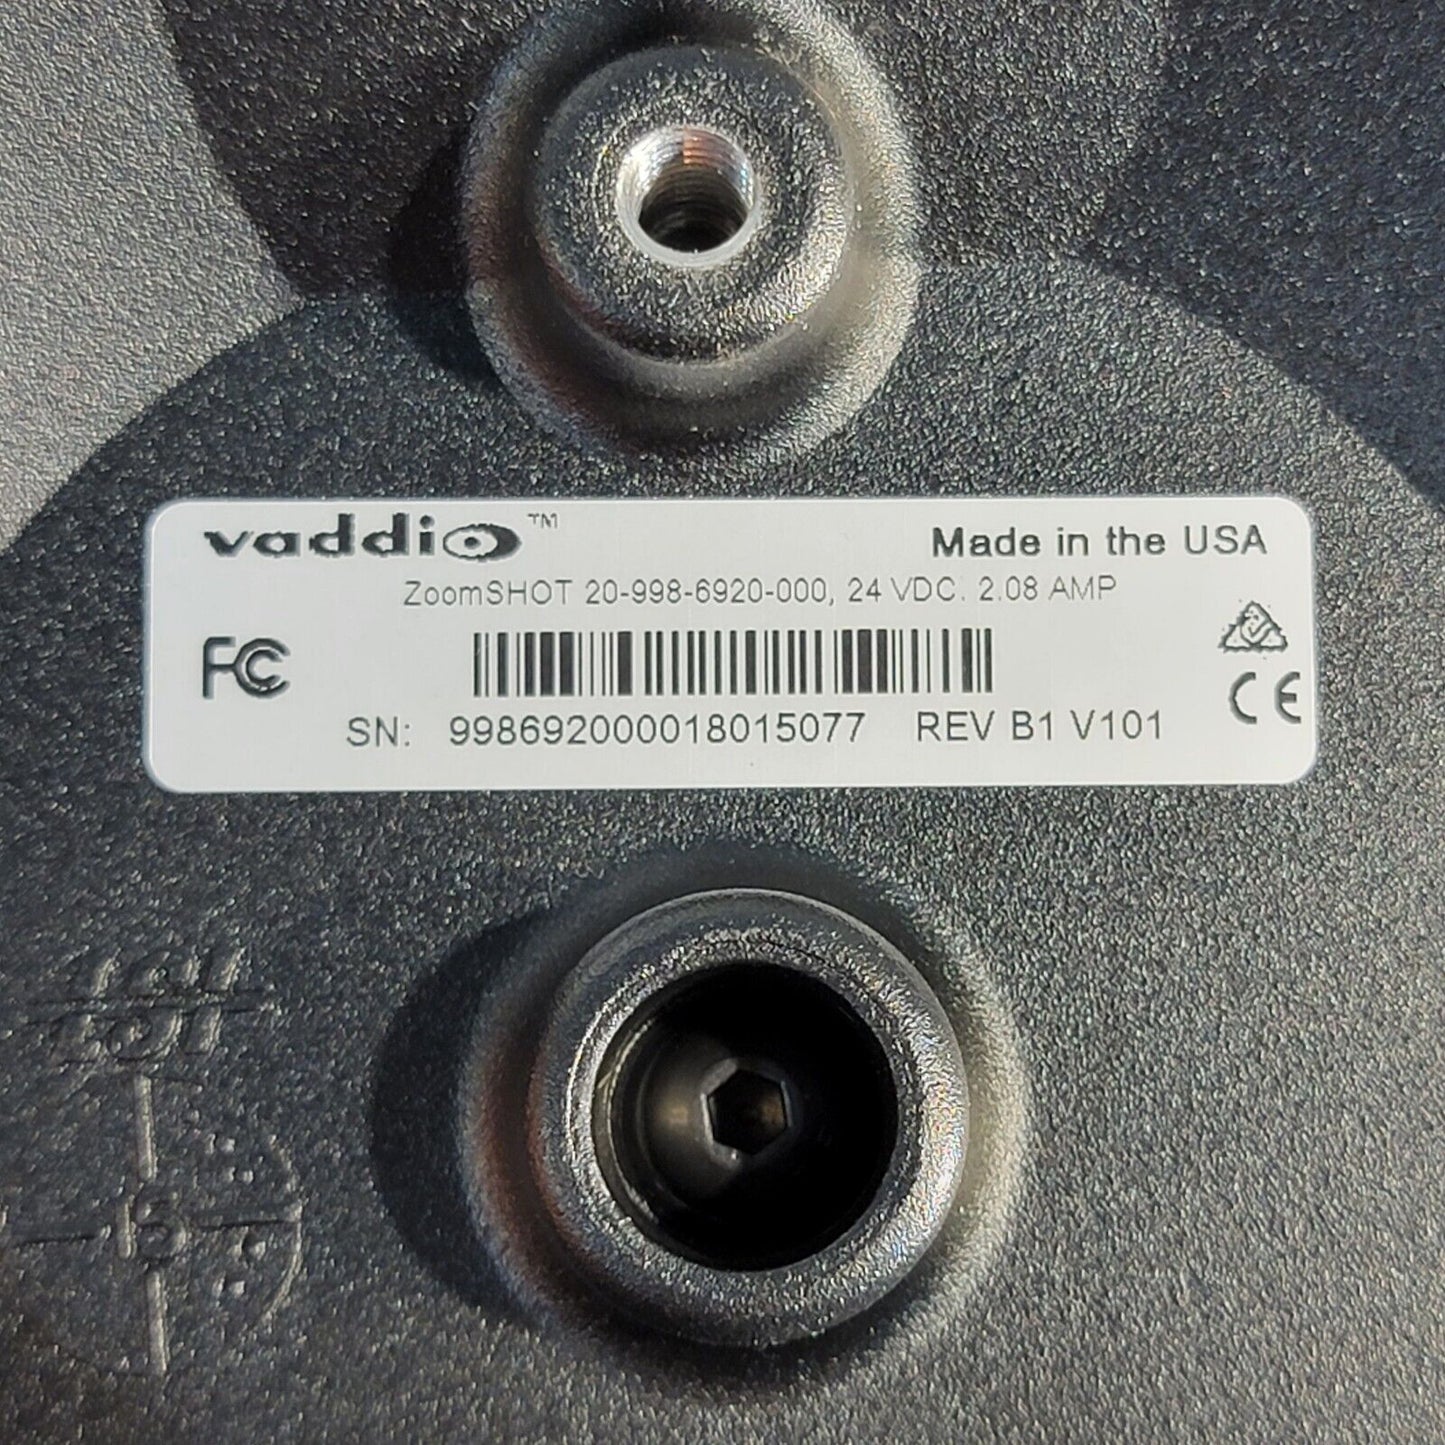 vaddio™
Made in the USA
ZoomSHOT 20-998-6920-000, 24 VDC. 2.08 AMP
FC
CE
SN: 998692000018015077 REV B1 V101